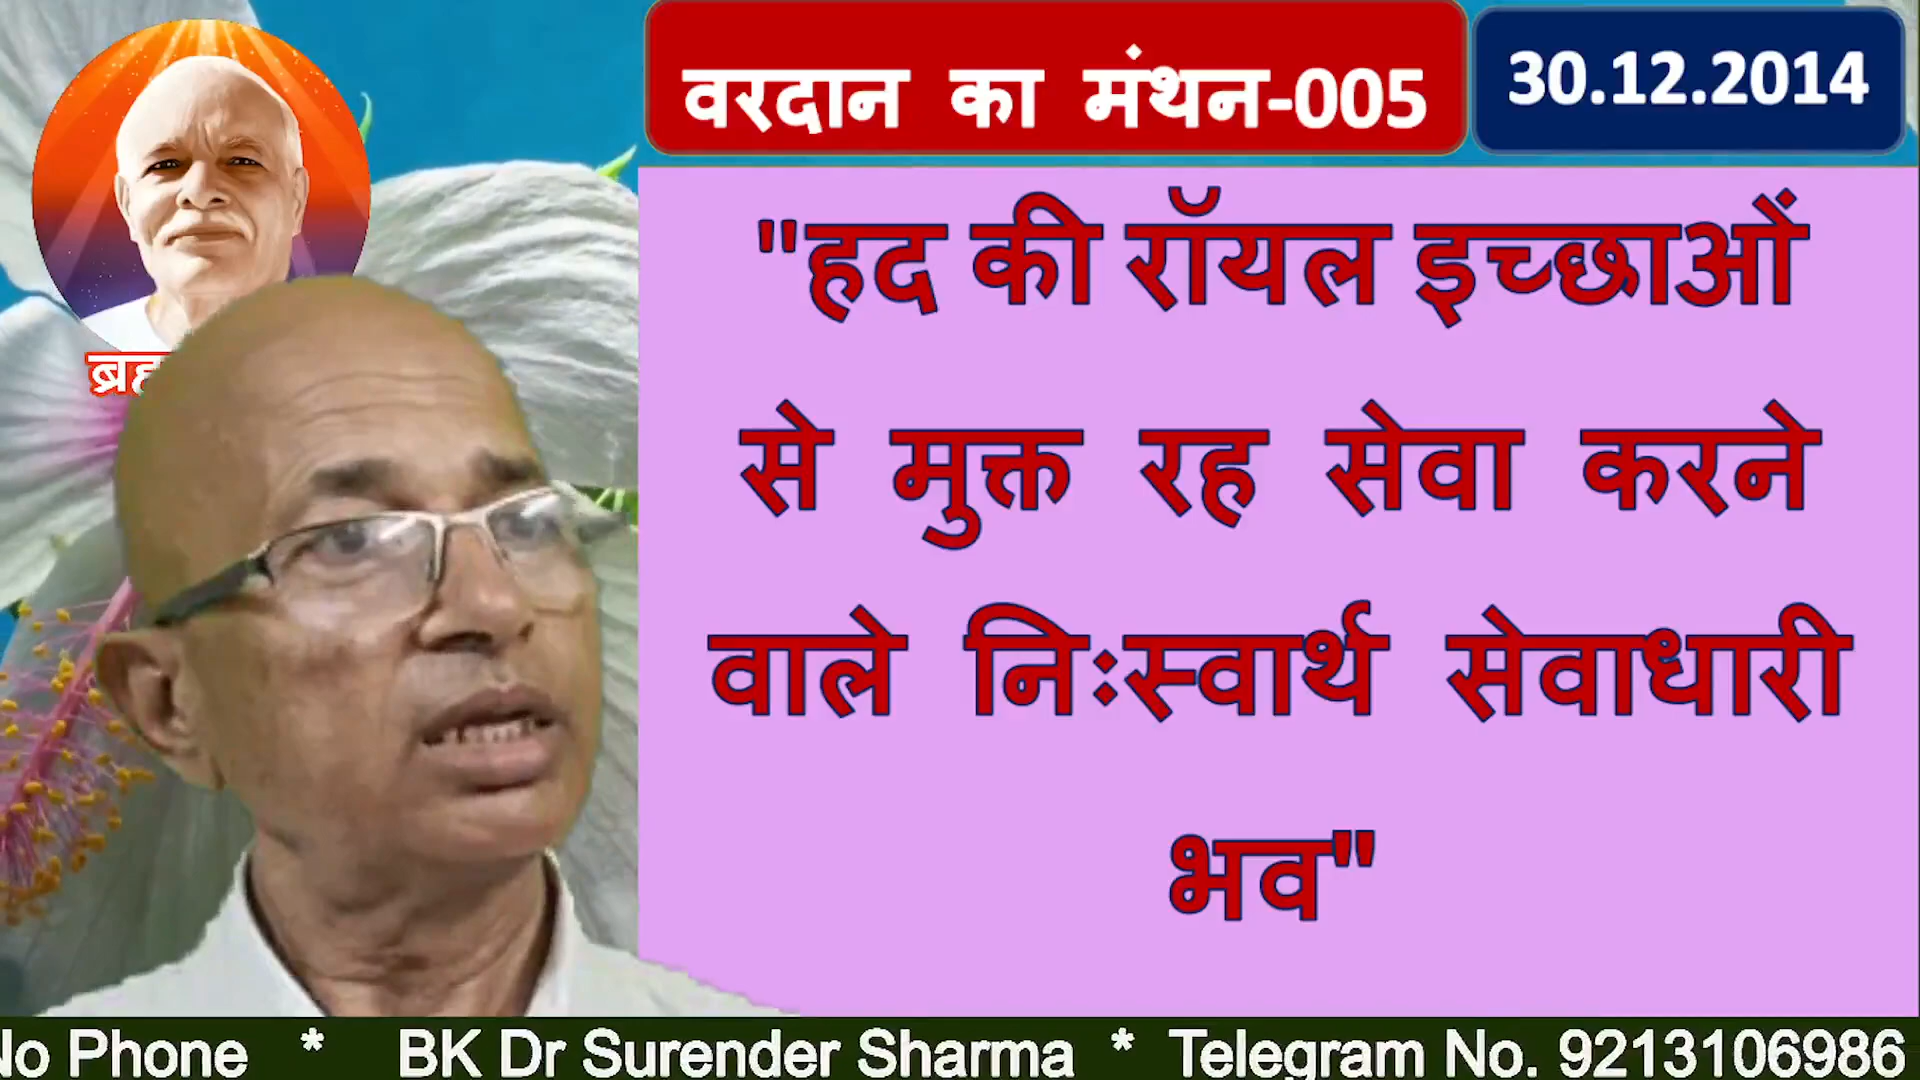 वरदान का मंथन-005
30.12.2014
"हद की रॉयल इच्छाओं
से मुक्त रह सेवा करने
वाले निःस्वार्थ सेवाधारी
भव"
No Phone * BK Dr Surender Sharma * Telegram No. 9213106986